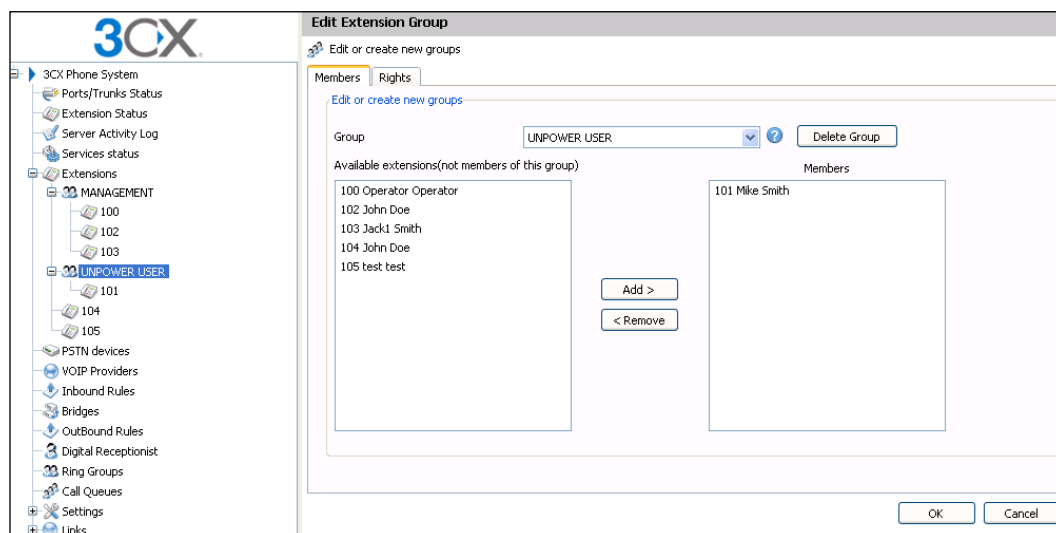 3CX
3CX Phone System
Ports/Trunks Status
Extension Status
Server Activity Log
Services status
Extensions
MANAGEMENT
100
102
103
UNPOWER USER
101
104
105
PSTN devices
VOIP Providers
Inbound Rules
Bridges
OutBound Rules
Digital Receptionist
Ring Groups
Call Queues
Settings
Links
Edit Extension Group
Edit or create new groups
Members Rights
Edit or create new groups
Group UNPOWER USER Delete Group
Available extensions(not members of this group) Members
100 Operator Operator
102 John Doe
103 Jack1 Smith
104 John Doe
105 test test
Add >
< Remove
101 Mike Smith
OK Cancel